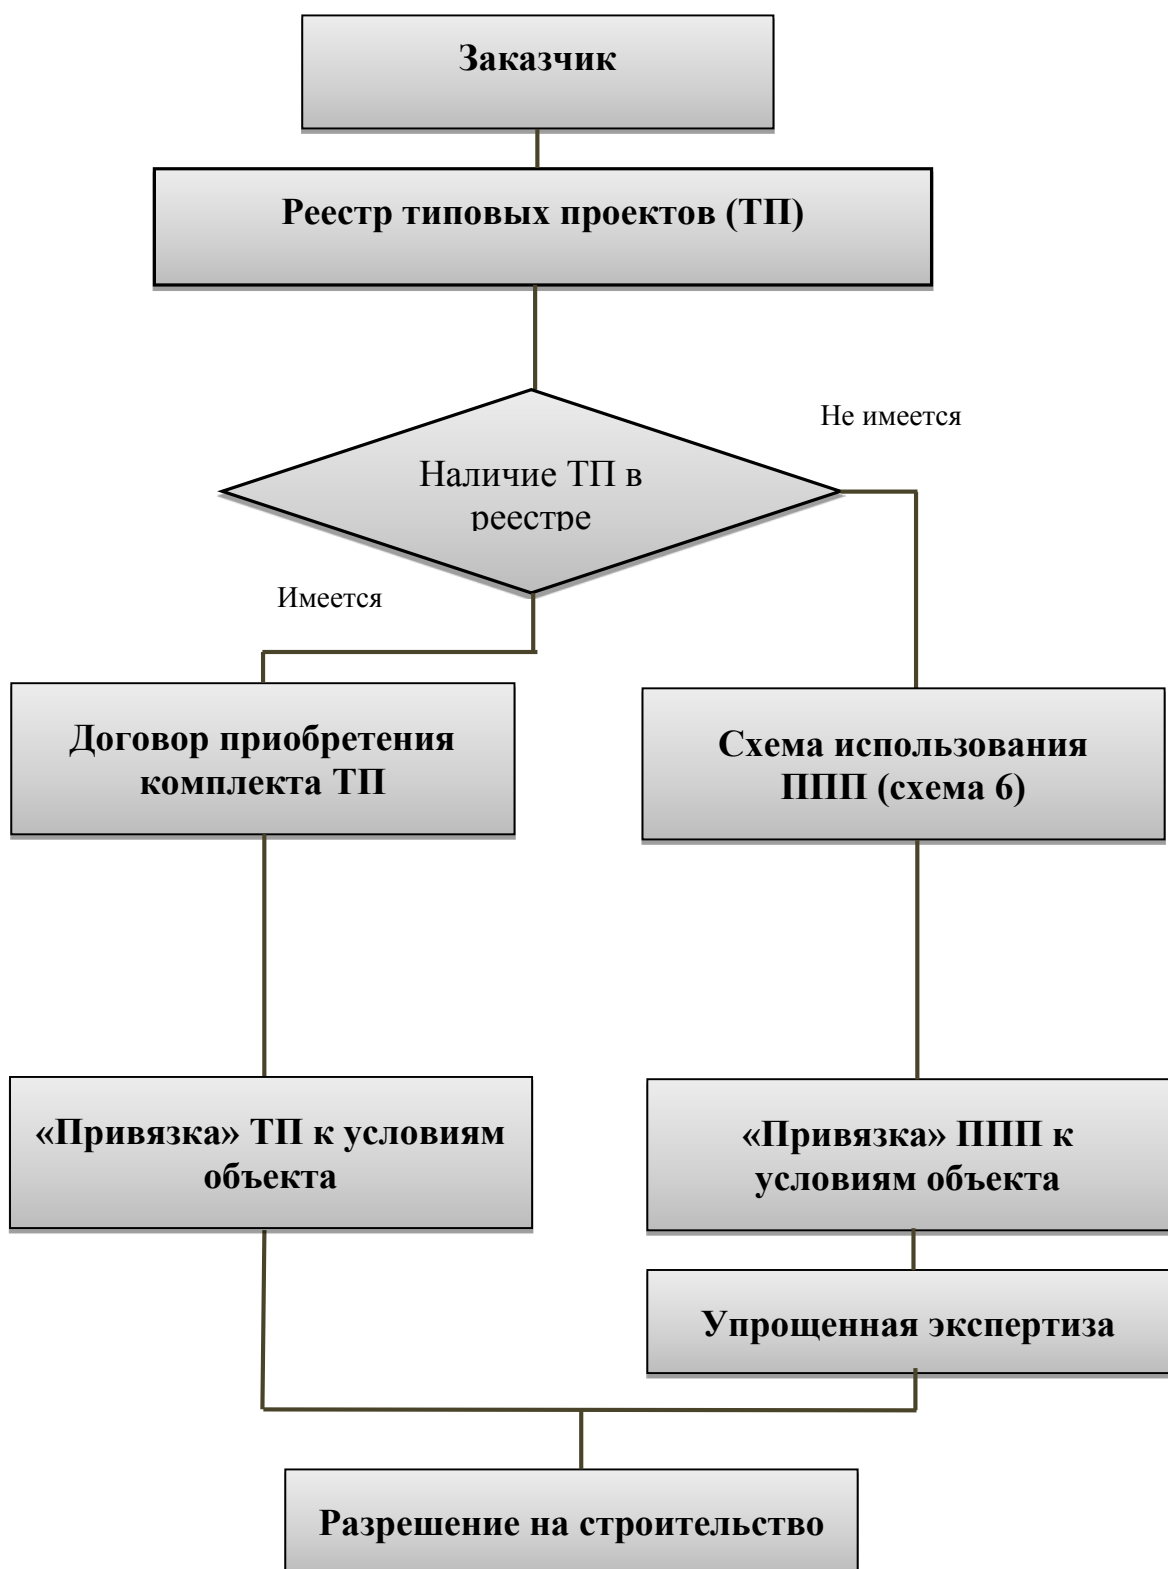 Заказчик
Реестр типовых проектов (ТП)
Не имеется
Наличие ТП в
реестре
Имеется
Договор приобретения
комплекта ТП
Схема использования
ППП (схема 6)
«Привязка» ТП к условиям
объекта
«Привязка» ППП к
условиям объекта
Упрощенная экспертиза
Разрешение на строительство